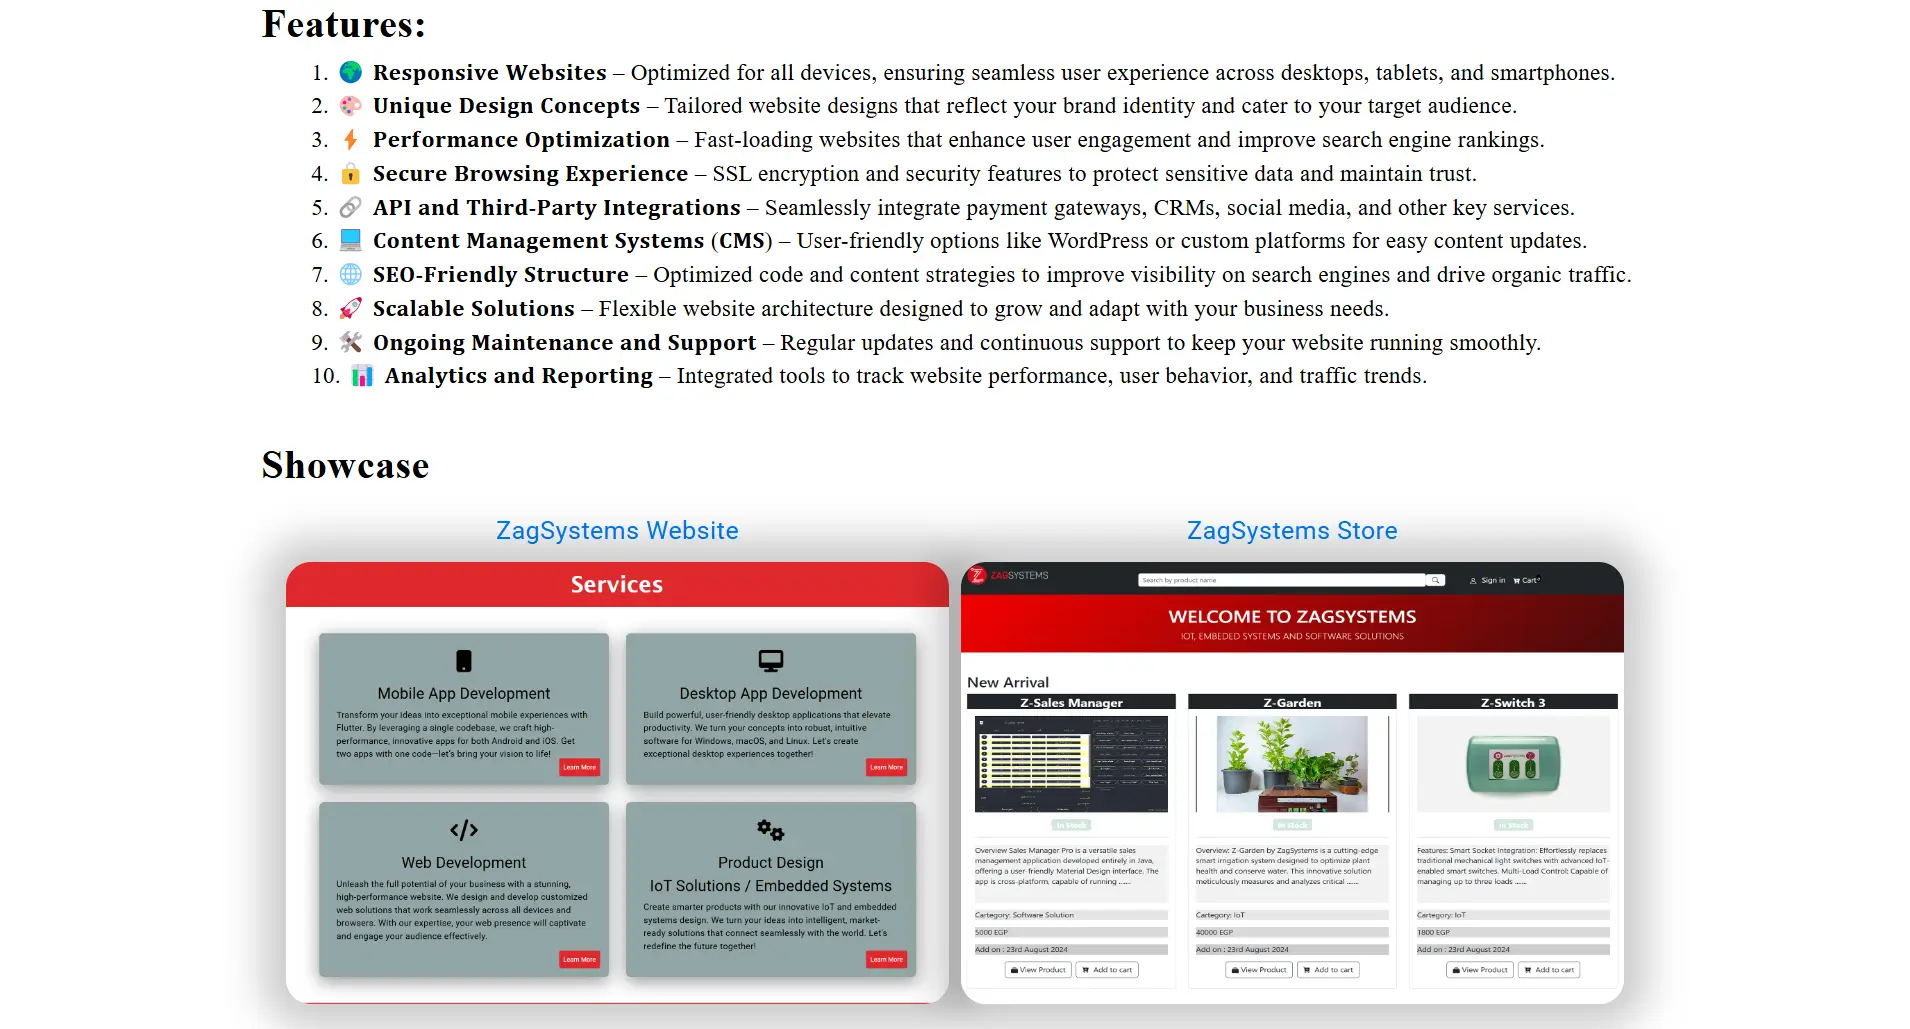 Features:
1. Responsive Websites – Optimized for all devices, ensuring seamless user experience across desktops, tablets, and smartphones.
2. Unique Design Concepts – Tailored website designs that reflect your brand identity and cater to your target audience.
3. Performance Optimization – Fast-loading websites that enhance user engagement and improve search engine rankings.
4. Secure Browsing Experience – SSL encryption and security features to protect sensitive data and maintain trust.
5. API and Third-Party Integrations – Seamlessly integrate payment gateways, CRMs, social media, and other key services.
6. Content Management Systems (CMS) – User-friendly options like WordPress or custom platforms for easy content updates.
7. SEO-Friendly Structure – Optimized code and content strategies to improve visibility on search engines and drive organic traffic.
8. Scalable Solutions – Flexible website architecture designed to grow and adapt with your business needs.
9. Ongoing Maintenance and Support – Regular updates and continuous support to keep your website running smoothly.
10. Analytics and Reporting – Integrated tools to track website performance, user behavior, and traffic trends.
Showcase
ZagSystems Website
Services
Mobile App Development
Transform your ideas into exceptional mobile experiences with
Flutter. By leveraging a single codebase, we craft high-
performance, innovative apps for both Android and iOS. Get
two apps with one code—let's bring your vision to life!
Learn More
Desktop App Development
Build powerful, user-friendly desktop applications that elevate
productivity. We turn your concepts into robust, intuitive
software for Windows, macOS, and Linux. Let's create
exceptional desktop experiences together!
Learn More
Web Development
Unleash the full potential of your business with a stunning,
high-performance website. We design and develop customized
web solutions that work seamlessly across all devices and
browsers. With our expertise, your web presence will captivate
and engage your audience effectively.
Learn More
Product Design
IoT Solutions / Embedded Systems
Create smarter products with our innovative IoT and embedded
systems design. We turn your ideas into intelligent, market-
ready solutions that connect seamlessly with the world. Let's
redefine the future together!
Learn More
ZagSystems Store
ZAGSYSTEMS
Search by product name
Sign in
Cart
WELCOME TO ZAGSYSTEMS
IOT, EMBEDED SYSTEMS AND SOFTWARE SOLUTIONS
New Arrival
Z-Sales Manager
In Stock
Overview Sales Manager Pro is a versatile sales
management application developed entirely in Java,
offering a user-friendly Material Design interface. The
app is cross-platform, capable of running .......
Cartegory: Software Solution
5000 EGP
Add on : 23rd August 2024
View Product
Add to cart
Z-Garden
In Stock
Overview: Z-Garden by ZagSystems is a cutting-edge
smart irrigation system designed to optimize plant
health and conserve water. This innovative solution
meticulously measures and analyzes critical .......
Cartegory: IoT
40000 EGP
Add on : 23rd August 2024
View Product
Add to cart
Z-Switch 3
In Stock
Features: Smart Socket Integration: Effortlessly replaces
traditional mechanical light switches with advanced IoT-
enabled smart switches. Multi-Load Control: Capable of
managing up to three loads .......
Cartegory: IoT
1800 EGP
Add on : 23rd August 2024
View Product
Add to cart